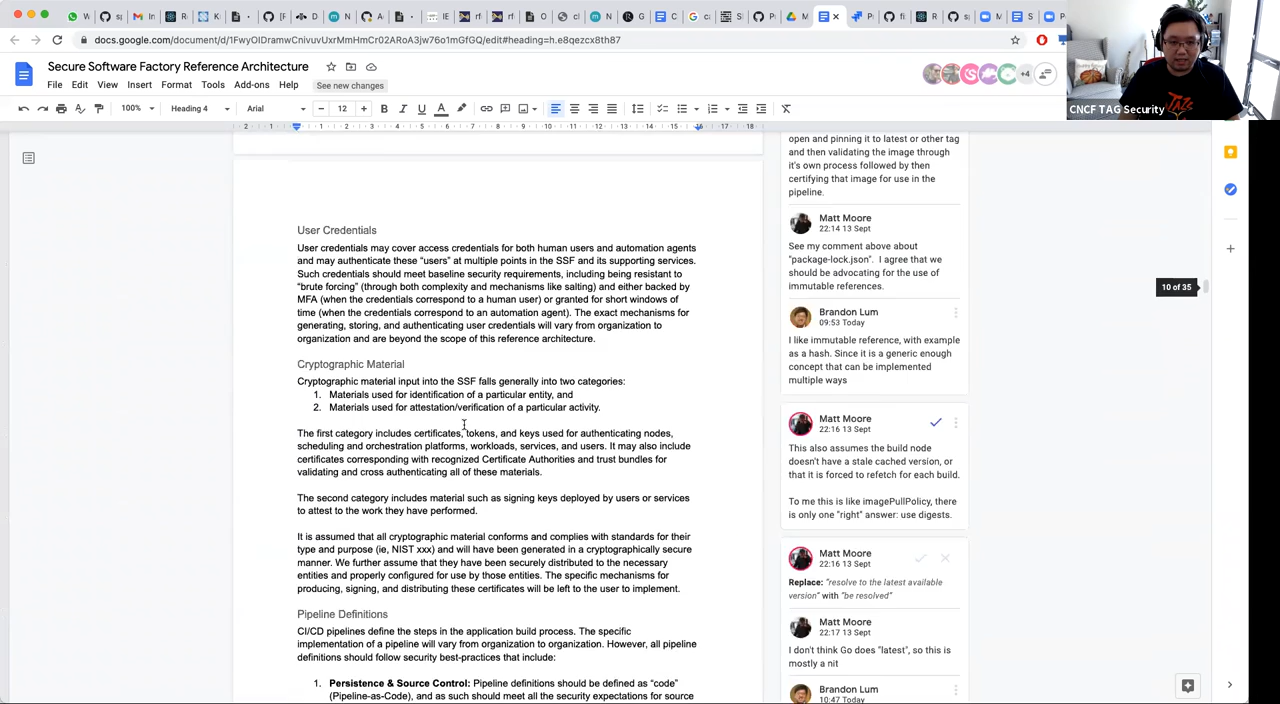 docs.google.com/document/d/1FwyOIDramwCnivuvUxrMmHmCr02ARoA3jw76o1mGfGQ/edit#heading=h.e8qezcx8th87
Secure Software Factory Reference Architecture
File Edit View Insert Format Tools Add-ons Help See new changes
+4
CNCF TAG Security
100% Heading 4 Arial 12
User Credentials
User credentials may cover access credentials for both human users and automation agents
and may authenticate these “users” at multiple points in the SSF and its supporting services.
Such credentials should meet baseline security requirements, including being resistant to
“brute forcing” (through both complexity and mechanisms like salting) and either backed by
MFA (when the credentials correspond to a human user) or granted for short windows of
time (when the credentials correspond to an automation agent). The exact mechanisms for
generating, storing, and authenticating user credentials will vary from organization to
organization and are beyond the scope of this reference architecture.
Cryptographic Material
Cryptographic material input into the SSF falls generally into two categories:
1. Materials used for identification of a particular entity, and
2. Materials used for attestation/verification of a particular activity.
The first category includes certificates, tokens, and keys used for authenticating nodes,
scheduling and orchestration platforms, workloads, services, and users. It may also include
certificates corresponding with recognized Certificate Authorities and trust bundles for
validating and cross authenticating all of these materials.
The second category includes material such as signing keys deployed by users or services
to attest to the work they have performed.
It is assumed that all cryptographic material conforms and complies with standards for their
type and purpose (ie, NIST xxx) and will have been generated in a cryptographically secure
manner. We further assume that they have been securely distributed to the necessary
entities and properly configured for use by those entities. The specific mechanisms for
producing, signing, and distributing these certificates will be left to the user to implement.
Pipeline Definitions
CI/CD pipelines define the steps in the application build process. The specific
implementation of a pipeline will vary from organization to organization. However, all pipeline
definitions should follow security best-practices that include:
1. Persistence & Source Control: Pipeline definitions should be defined as “code”
(Pipeline-as-Code), and as such should meet all the security expectations for source
open and pinning it to latest or other tag
and then validating the image through
it's own process followed by then
certifying that image for use in the
pipeline.
Matt Moore
22:14 13 Sept
See my comment above about
"package-lock.json". I agree that we
should be advocating for the use of
immutable references.
Brandon Lum
09:53 Today
I like immutable reference, with example
as a hash. Since it is a generic enough
concept that can be implemented
multiple ways
Matt Moore
22:16 13 Sept
This also assumes the build node
doesn't have a stale cached version, or
that it is forced to refetch for each build.
To me this is like imagePullPolicy, there
is only one "right" answer: use digests.
Matt Moore
22:16 13 Sept
Replace: “resolve to the latest available
version” with “be resolved”
Matt Moore
22:17 13 Sept
I don't think Go does "latest", so this is
mostly a nit
Brandon Lum
10:47 Today
10 of 35